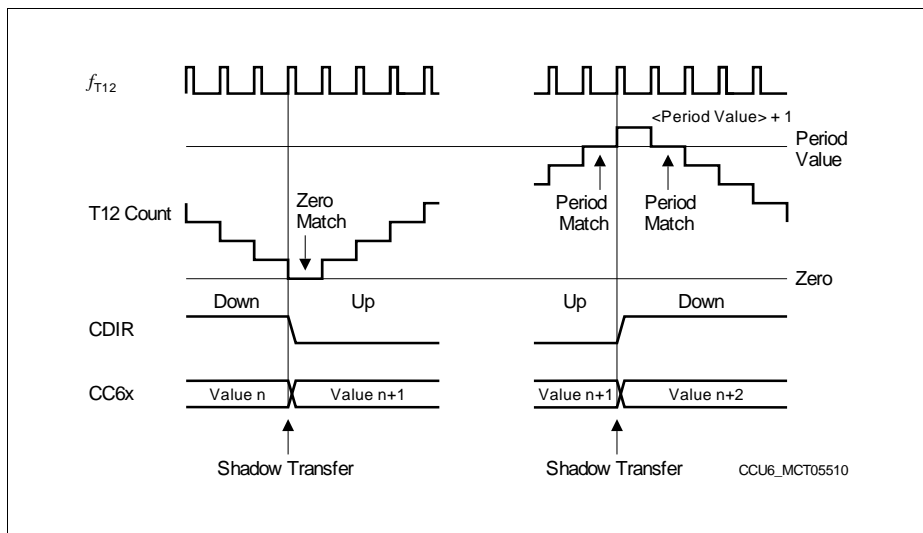 fT12
<Period Value> + 1
Period
Value
Zero
Match
Period
Match
Period
Match
T12 Count
Zero
Down
Up
Up
Down
CDIR
CC6x
Value n
Value n+1
Value n+1
Value n+2
Shadow Transfer
Shadow Transfer
CCU6_MCT05510